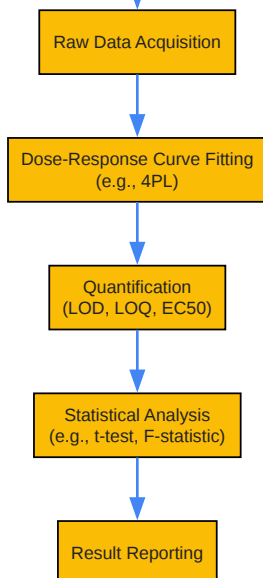 Raw Data Acquisition
Dose-Response Curve Fitting
(e.g., 4PL)
Quantification
(LOD, LOQ, EC50)
Statistical Analysis
(e.g., t-test, F-statistic)
Result Reporting